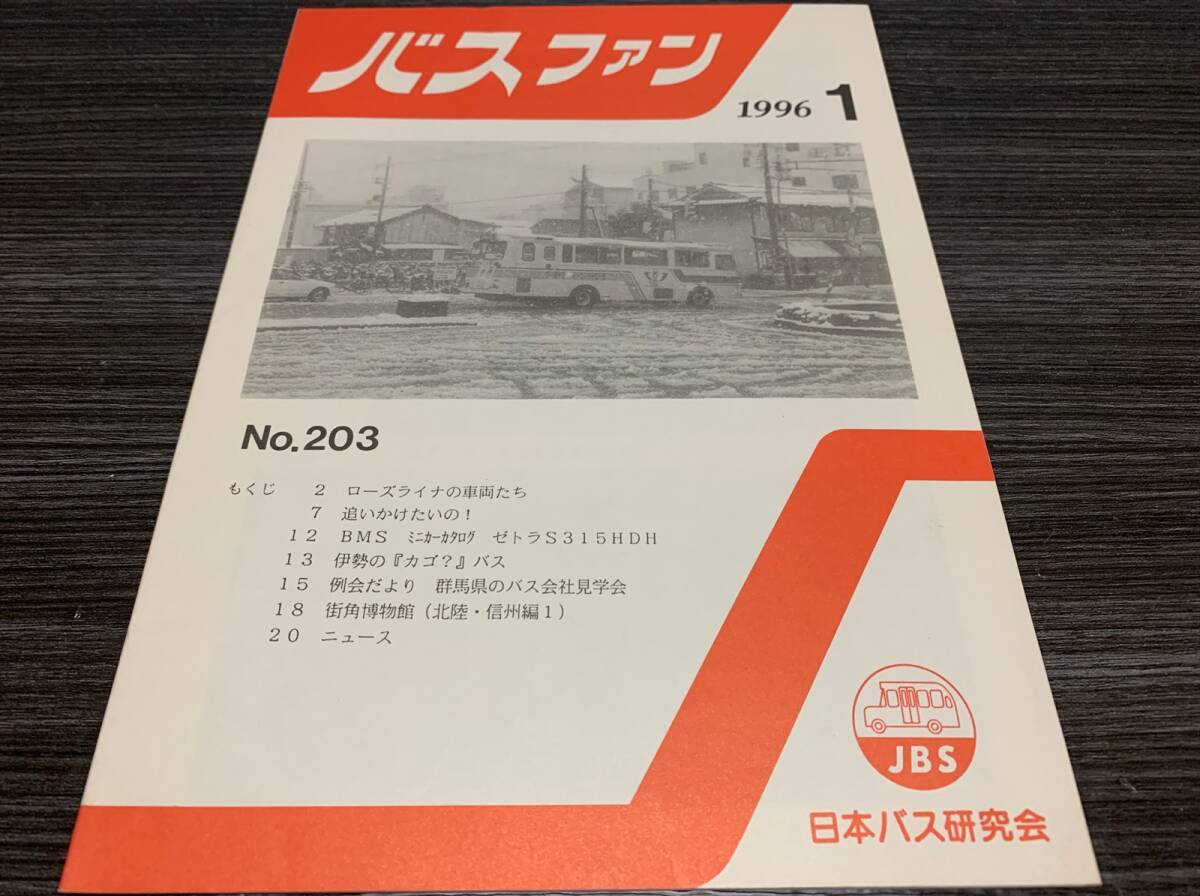 バスファン
1996 1
No.203
もくじ 2 ローズライナの車両たち
7 追いかけたいの!
12 BMS ﾐﾆｶｰｶﾀﾛｸﾞ ゼトラS315HDH
13 伊勢の『カゴ?』バス
15 例会だより 群馬県のバス会社見学会
18 街角博物館(北陸・信州編1)
20 ニュース
JBS
日本バス研究会